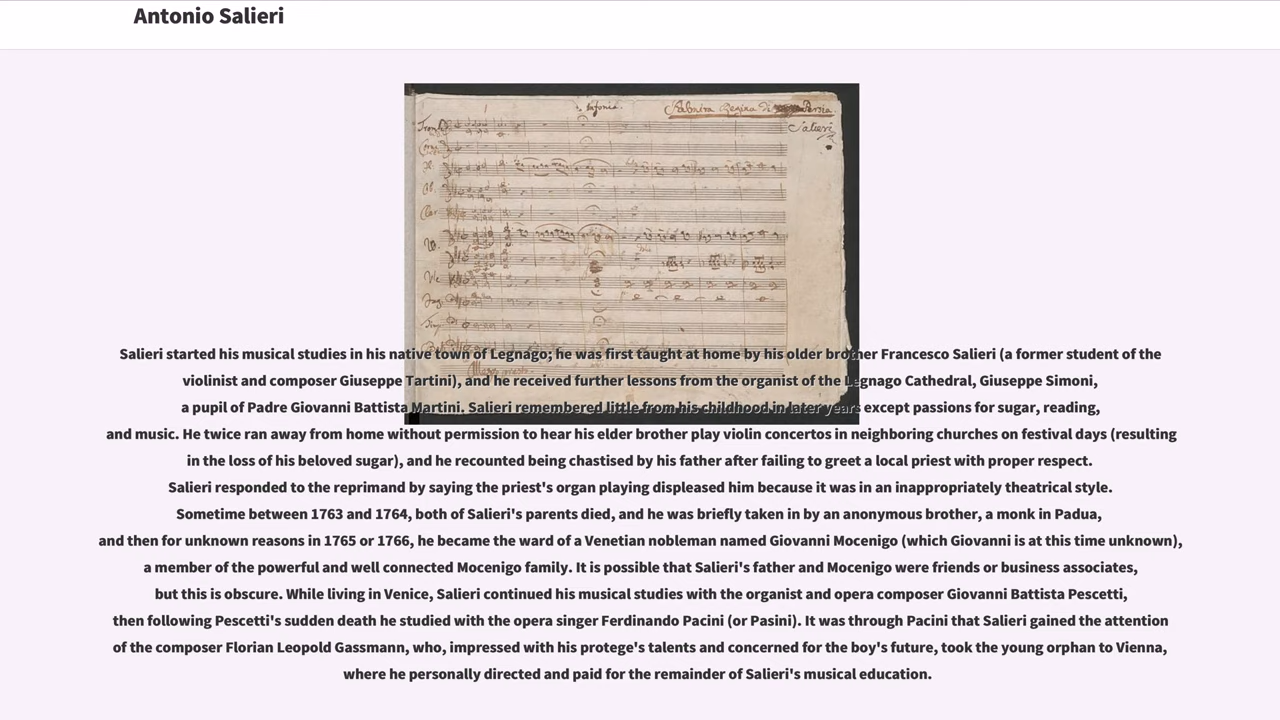 Antonio Salieri
Sinfonia.
Palmira Regina di Persia
Salieri
Salieri started his musical studies in his native town of Legnago; he was first taught at home by his older brother Francesco Salieri (a former student of the
violinist and composer Giuseppe Tartini), and he received further lessons from the organist of the Legnago Cathedral, Giuseppe Simoni,
a pupil of Padre Giovanni Battista Martini. Salieri remembered little from his childhood in later years except passions for sugar, reading,
and music. He twice ran away from home without permission to hear his elder brother play violin concertos in neighboring churches on festival days (resulting
in the loss of his beloved sugar), and he recounted being chastised by his father after failing to greet a local priest with proper respect.
Salieri responded to the reprimand by saying the priest's organ playing displeased him because it was in an inappropriately theatrical style.
Sometime between 1763 and 1764, both of Salieri's parents died, and he was briefly taken in by an anonymous brother, a monk in Padua,
and then for unknown reasons in 1765 or 1766, he became the ward of a Venetian nobleman named Giovanni Mocenigo (which Giovanni is at this time unknown),
a member of the powerful and well connected Mocenigo family. It is possible that Salieri's father and Mocenigo were friends or business associates,
but this is obscure. While living in Venice, Salieri continued his musical studies with the organist and opera composer Giovanni Battista Pescetti,
then following Pescetti's sudden death he studied with the opera singer Ferdinando Pacini (or Pasini). It was through Pacini that Salieri gained the attention
of the composer Florian Leopold Gassmann, who, impressed with his protege's talents and concerned for the boy's future, took the young orphan to Vienna,
where he personally directed and paid for the remainder of Salieri's musical education.